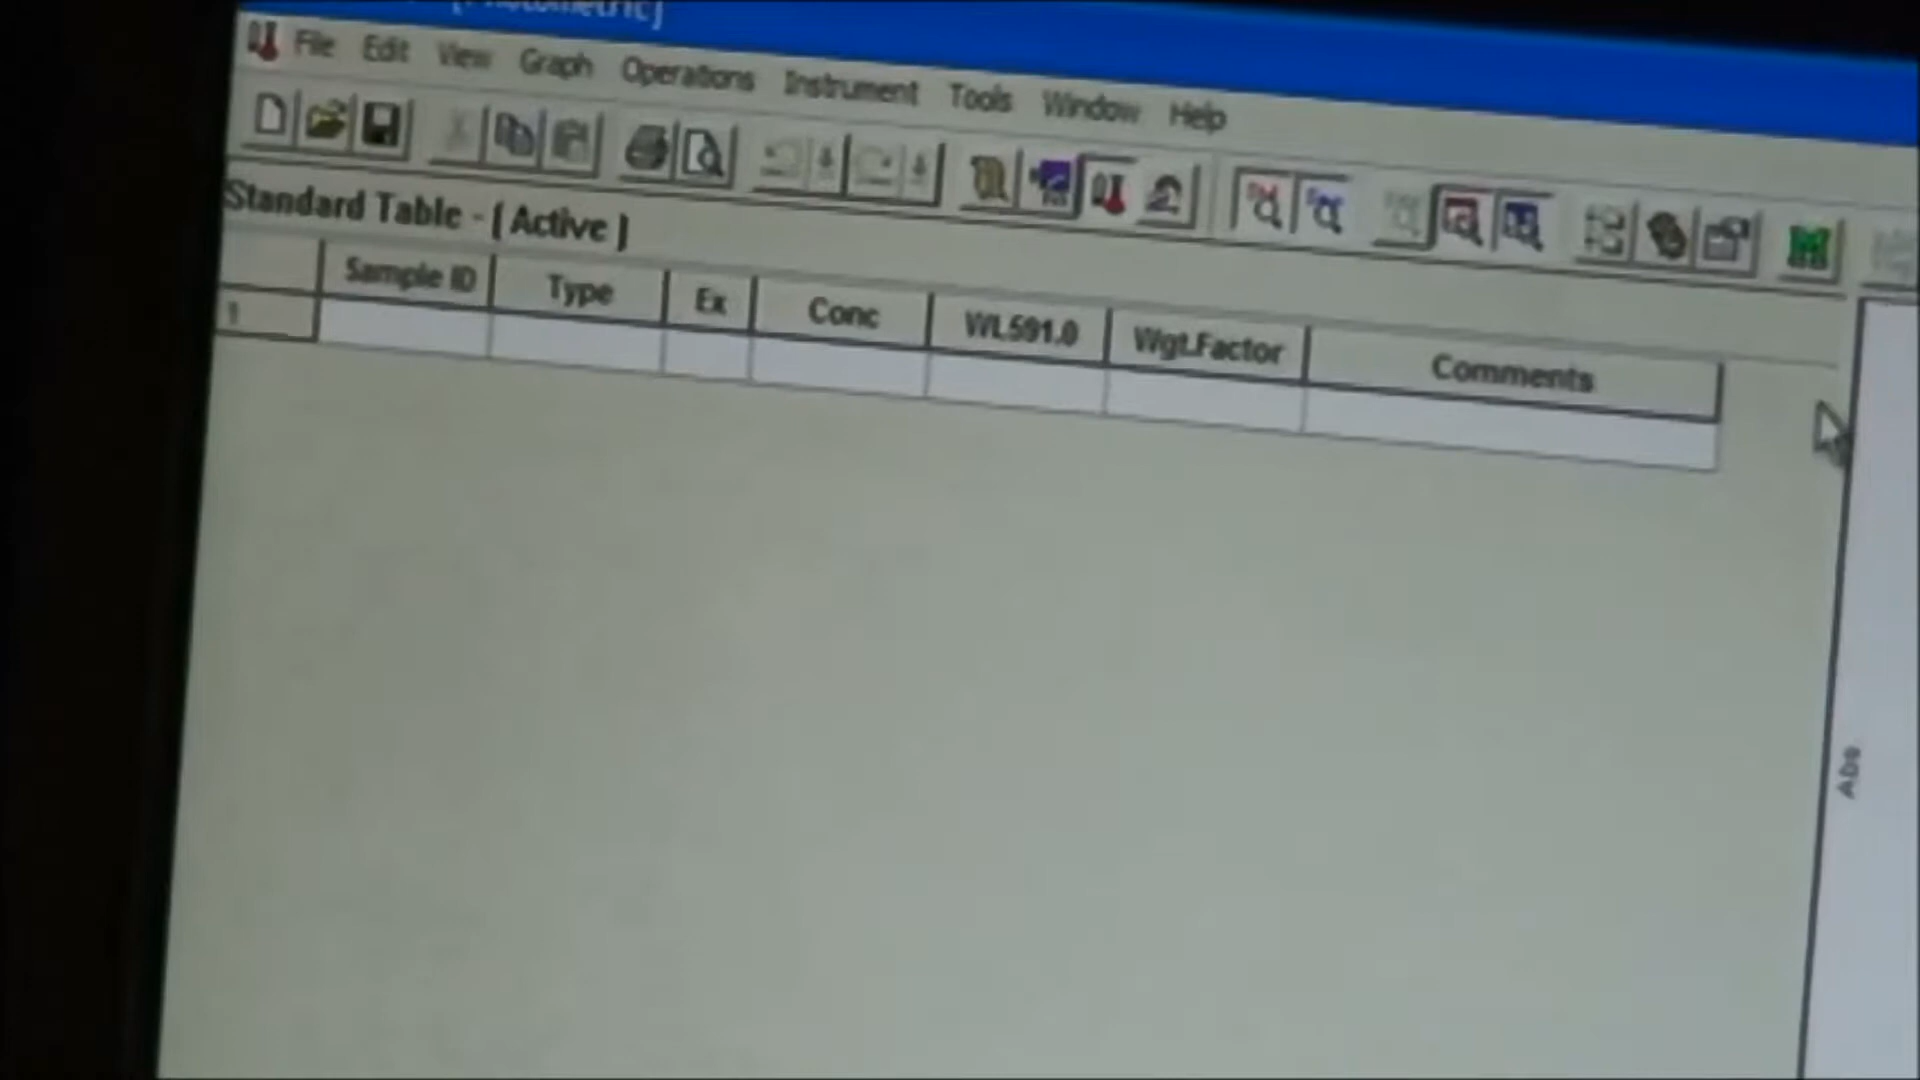 [Photometric]
File Edit View Graph Operations Instrument Tools Window Help
Standard Table - [ Active ]
Sample ID Type Ex Conc WL591.0 Wgt.Factor Comments
1
Abs.